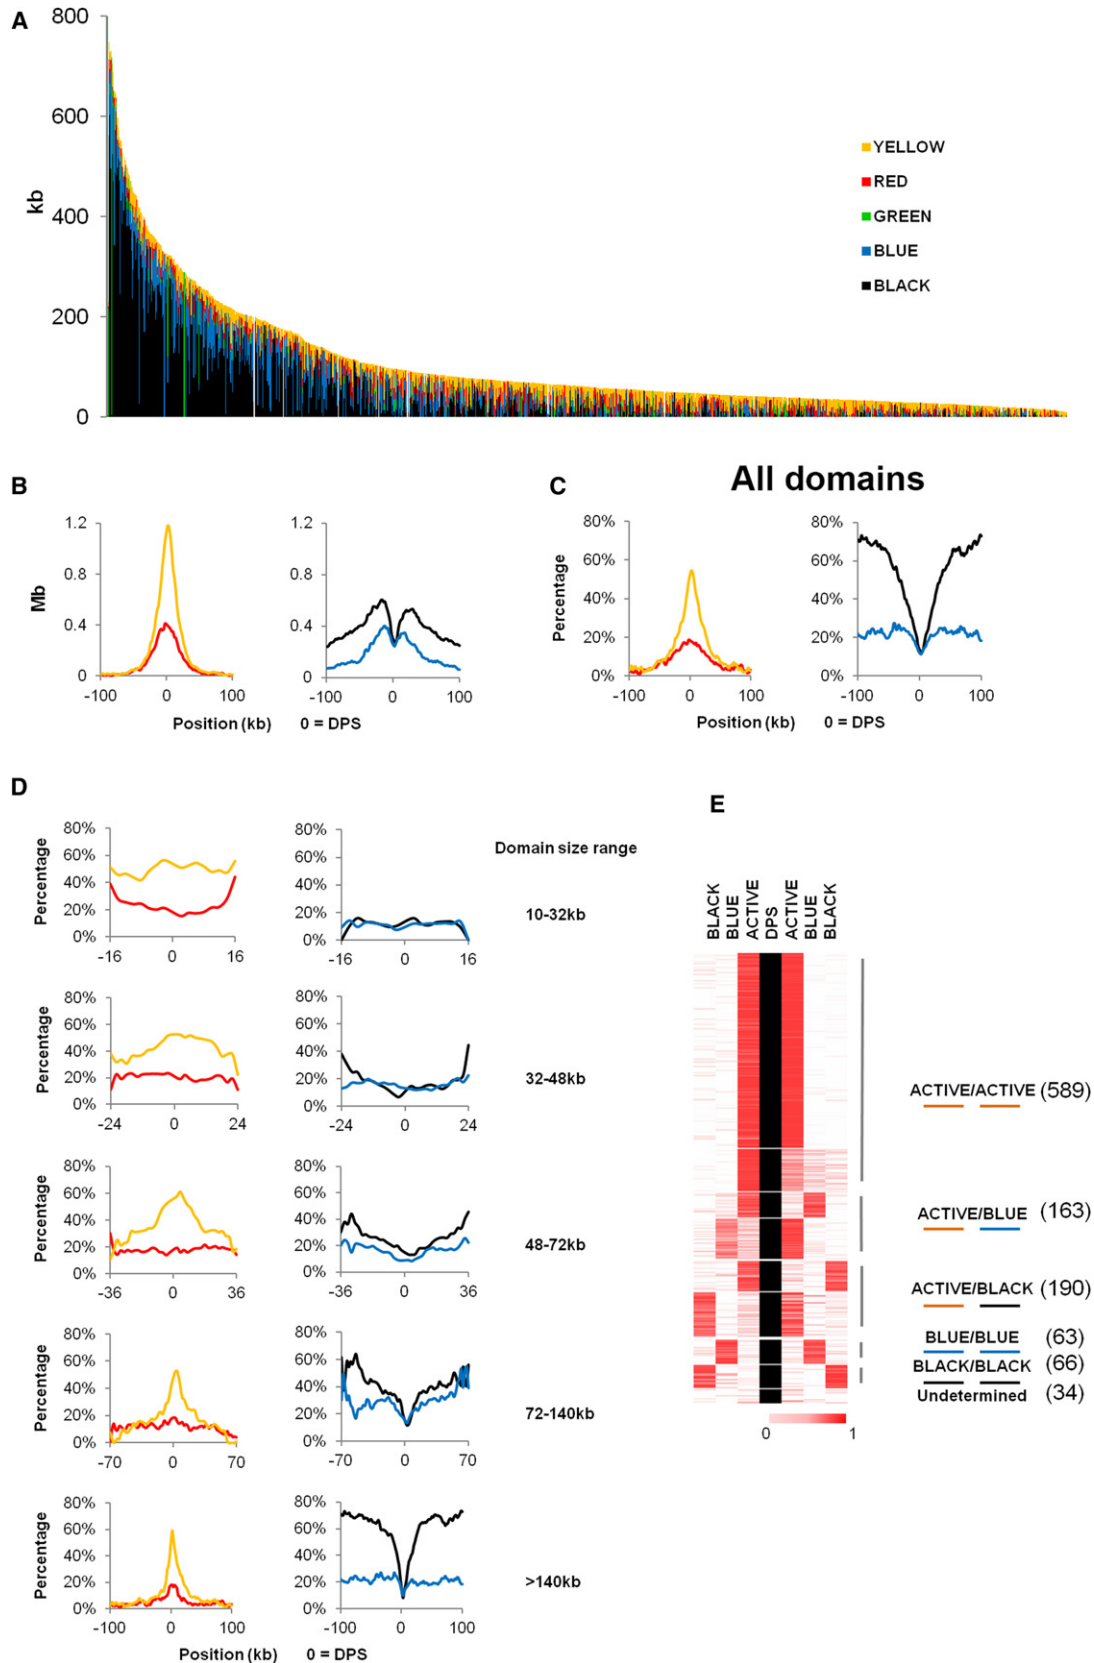 A
800
600
400
200
0
kb
YELLOW
RED
GREEN
BLUE
BLACK
B
1.2
0.8
0.4
0
Mb
-100 0 100
1.2
0.8
0.4
0
-100 0 100
Position (kb) 0 = DPS
C
All domains
80%
60%
40%
20%
0%
Percentage
-100 0 100
80%
60%
40%
20%
0%
-100 0 100
Position (kb) 0 = DPS
D
Domain size range
Percentage
80%
60%
40%
20%
0%
-16 0 16
80%
60%
40%
20%
0%
-16 0 16
10-32kb
Percentage
80%
60%
40%
20%
0%
-24 0 24
80%
60%
40%
20%
0%
-24 0 24
32-48kb
Percentage
80%
60%
40%
20%
0%
-36 0 36
80%
60%
40%
20%
0%
-36 0 36
48-72kb
Percentage
80%
60%
40%
20%
0%
-70 0 70
80%
60%
40%
20%
0%
-70 0 70
72-140kb
Percentage
80%
60%
40%
20%
0%
-100 0 100
80%
60%
40%
20%
0%
-100 0 100
>140kb
Position (kb) 0 = DPS
E
BLACK
BLUE
ACTIVE
DPS
ACTIVE
BLUE
BLACK
ACTIVE/ACTIVE (589)
ACTIVE/BLUE (163)
ACTIVE/BLACK (190)
BLUE/BLUE (63)
BLACK/BLACK (66)
Undetermined (34)
0 1